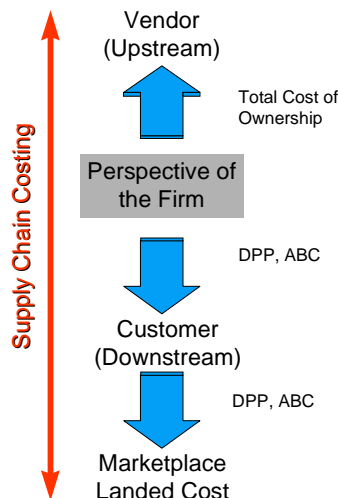 Vendor
(Upstream)
Total Cost of
Ownership
Perspective of
the Firm
Supply Chain Costing
DPP, ABC
Customer
(Downstream)
DPP, ABC
Marketplace
Landed Cost